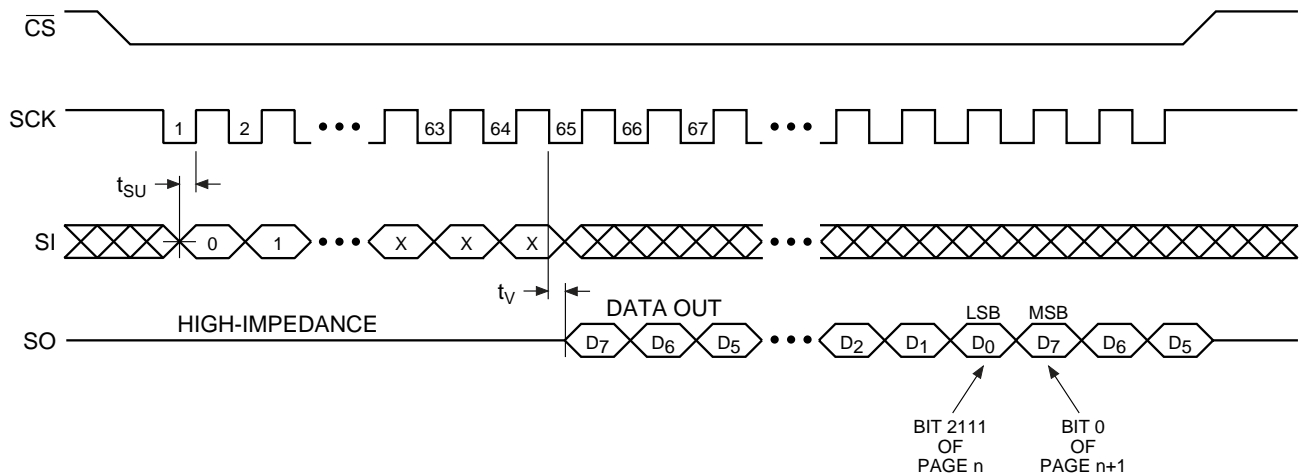 CS
SCK
1 2 ••• 63 64 65 66 67 •••
tSU
SI
0 1 ••• X X X •••
tV
HIGH-IMPEDANCE
DATA OUT
LSB MSB
SO
D7 D6 D5 ••• D2 D1 D0 D7 D6 D5
BIT 2111
OF
PAGE n
BIT 0
OF
PAGE n+1